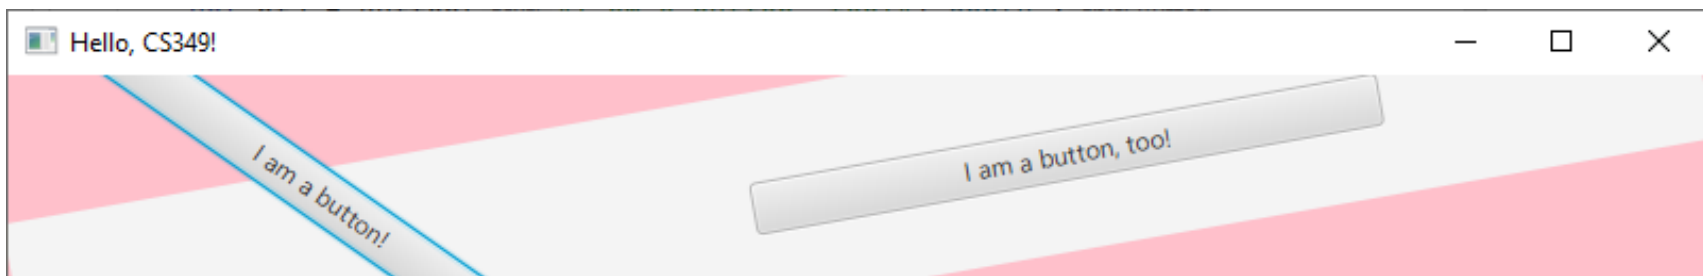 Hello, CS349!
I am a button!
I am a button, too!